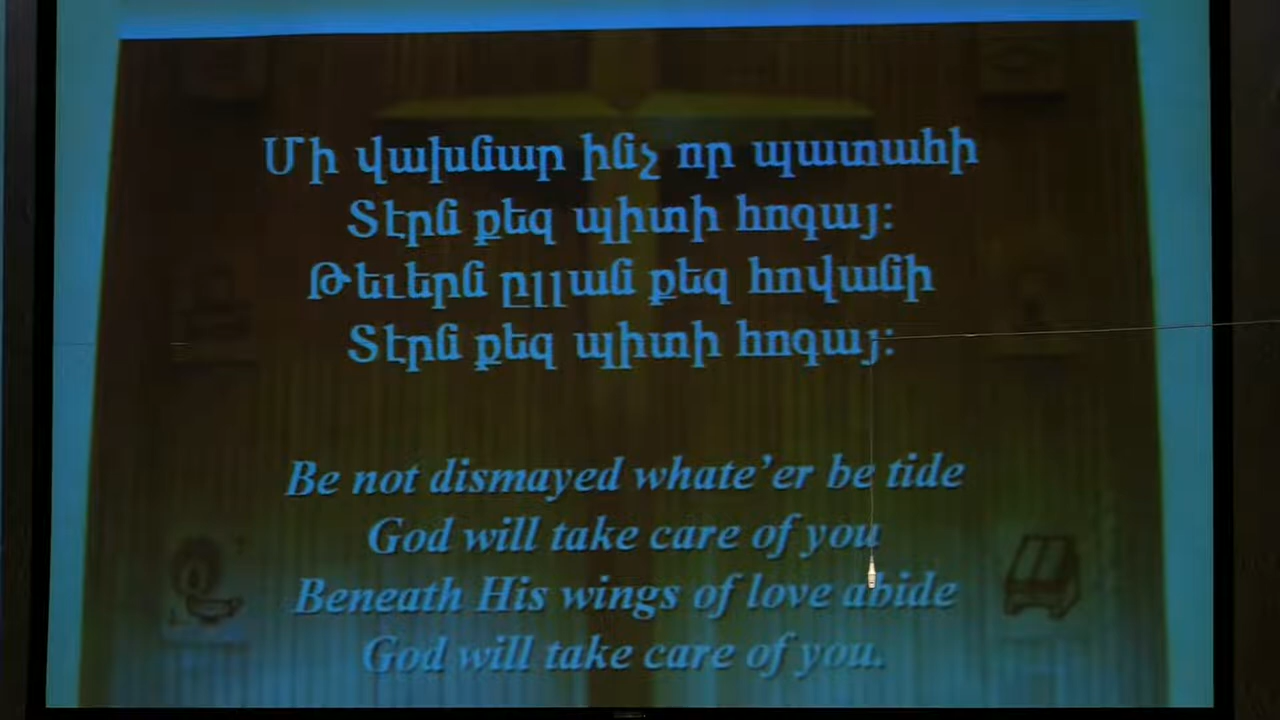 Մի վախնար ինչ որ պատահի
Տէրն քեզ պիտի հոգայ:
Թեւերն ըլլան քեզ հովանի
Տէրն քեզ պիտի հոգայ:
Be not dismayed whate’er be tide
God will take care of you
Beneath His wings of love abide
God will take care of you.